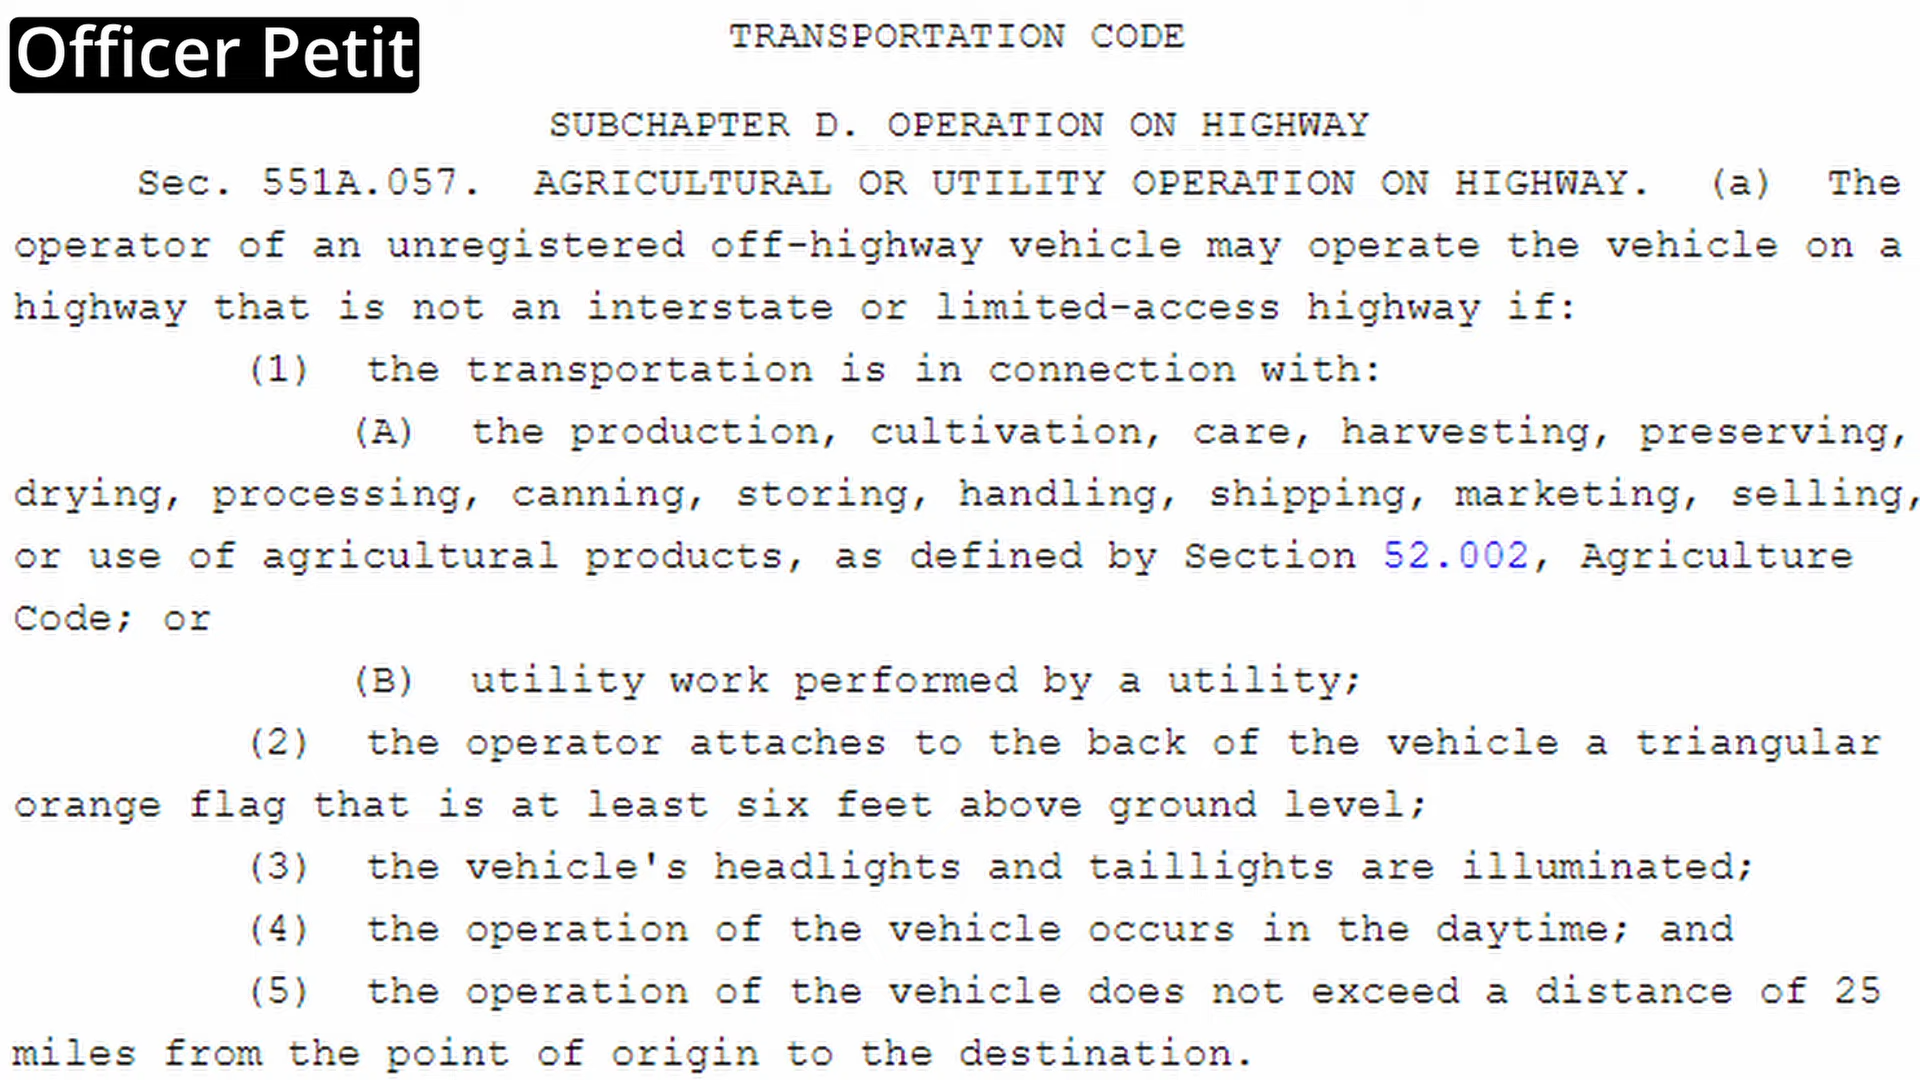 Officer Petit
TRANSPORTATION CODE
SUBCHAPTER D. OPERATION ON HIGHWAY
Sec. 551A.057. AGRICULTURAL OR UTILITY OPERATION ON HIGHWAY. (a) The
operator of an unregistered off-highway vehicle may operate the vehicle on a
highway that is not an interstate or limited-access highway if:
(1) the transportation is in connection with:
(A) the production, cultivation, care, harvesting, preserving,
drying, processing, canning, storing, handling, shipping, marketing, selling,
or use of agricultural products, as defined by Section 52.002, Agriculture
Code; or
(B) utility work performed by a utility;
(2) the operator attaches to the back of the vehicle a triangular
orange flag that is at least six feet above ground level;
(3) the vehicle's headlights and taillights are illuminated;
(4) the operation of the vehicle occurs in the daytime; and
(5) the operation of the vehicle does not exceed a distance of 25
miles from the point of origin to the destination.